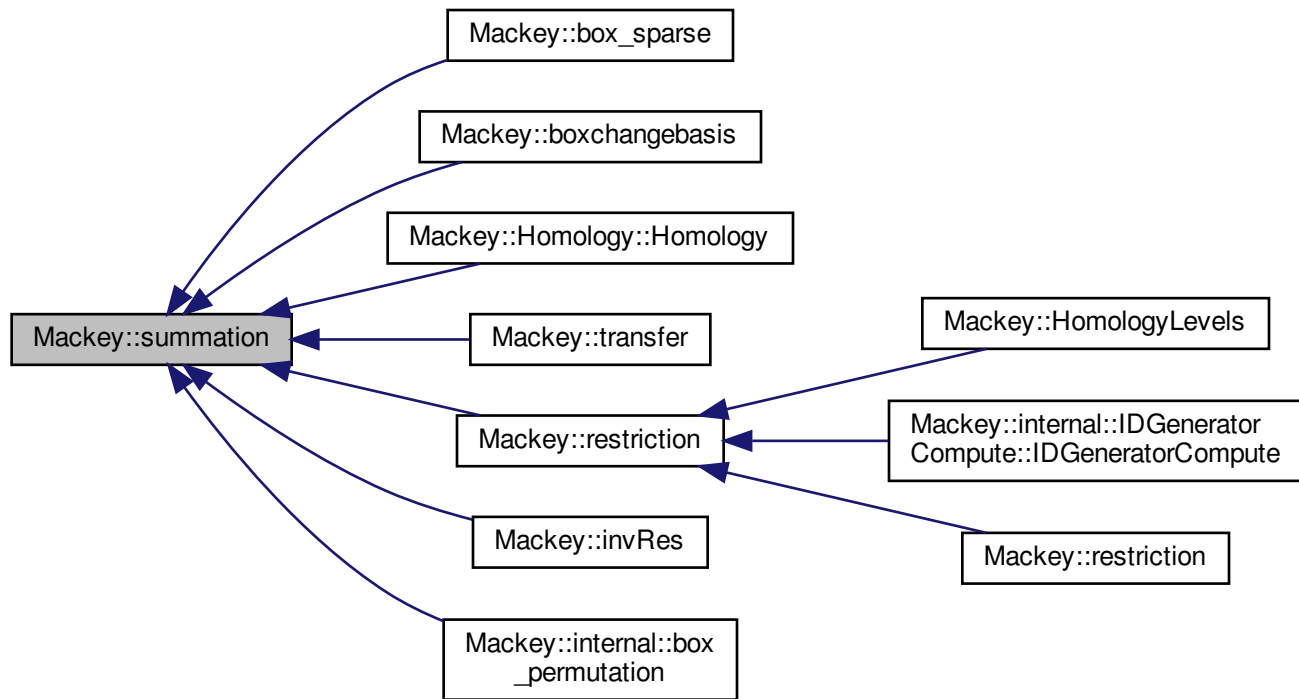 Mackey::box_sparse
Mackey::boxchangebasis
Mackey::Homology::Homology
Mackey::summation
Mackey::transfer
Mackey::restriction
Mackey::invRes
Mackey::internal::box
_permutation
Mackey::HomologyLevels
Mackey::internal::IDGenerator
Compute::IDGeneratorCompute
Mackey::restriction